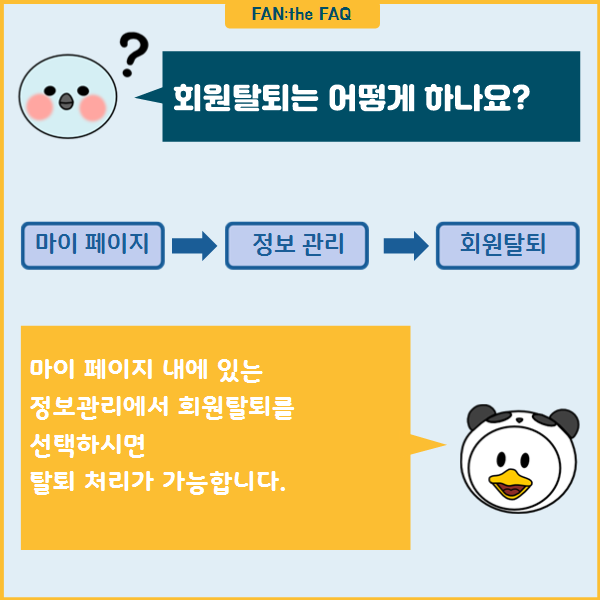 FAN:the FAQ
?
회원탈퇴는 어떻게 하나요?
마이 페이지
정보 관리
회원탈퇴
마이 페이지 내에 있는
정보관리에서 회원탈퇴를
선택하시면
탈퇴 처리가 가능합니다.